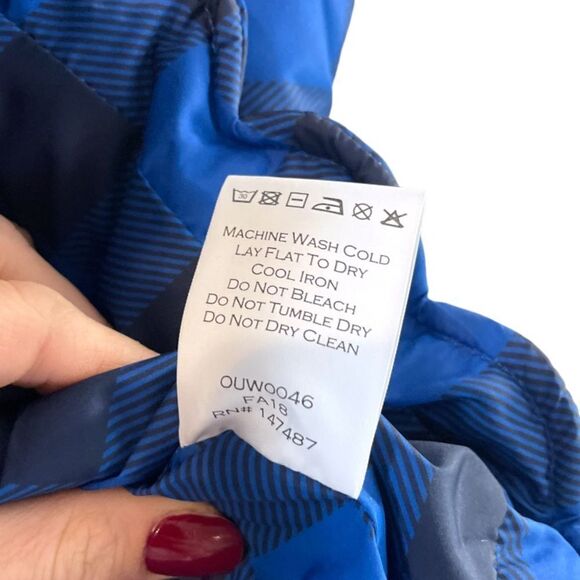 30
MACHINE WASH COLD
LAY FLAT TO DRY
COOL IRON
DO NOT BLEACH
DO NOT TUMBLE DRY
DO NOT DRY CLEAN
OUW0046
FA18
RN# 147487